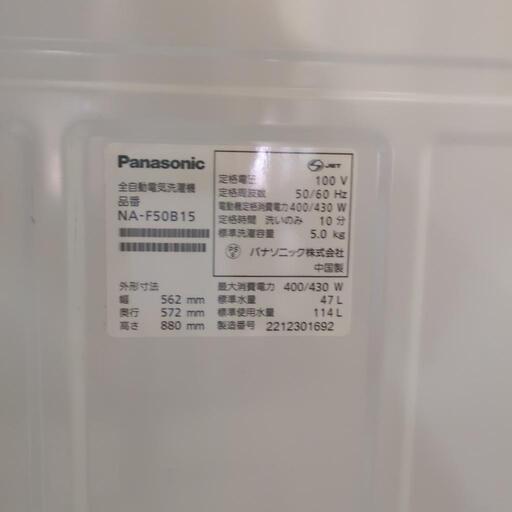 Panasonic
全自動電気洗濯機
品番
NA-F50B15
外形寸法
幅 562 mm
奥行 572 mm
高さ 880 mm
JET
定格電圧 100 V
定格周波数 50/60 Hz
電動機定格消費電力 400/430 W
定格時間 洗いのみ 10 分
標準洗濯容量 5.0 kg
PSE パナソニック株式会社
中国製
最大消費電力 400/430 W
標準水量 47 L
標準使用水量 114 L
製造番号 2212301692